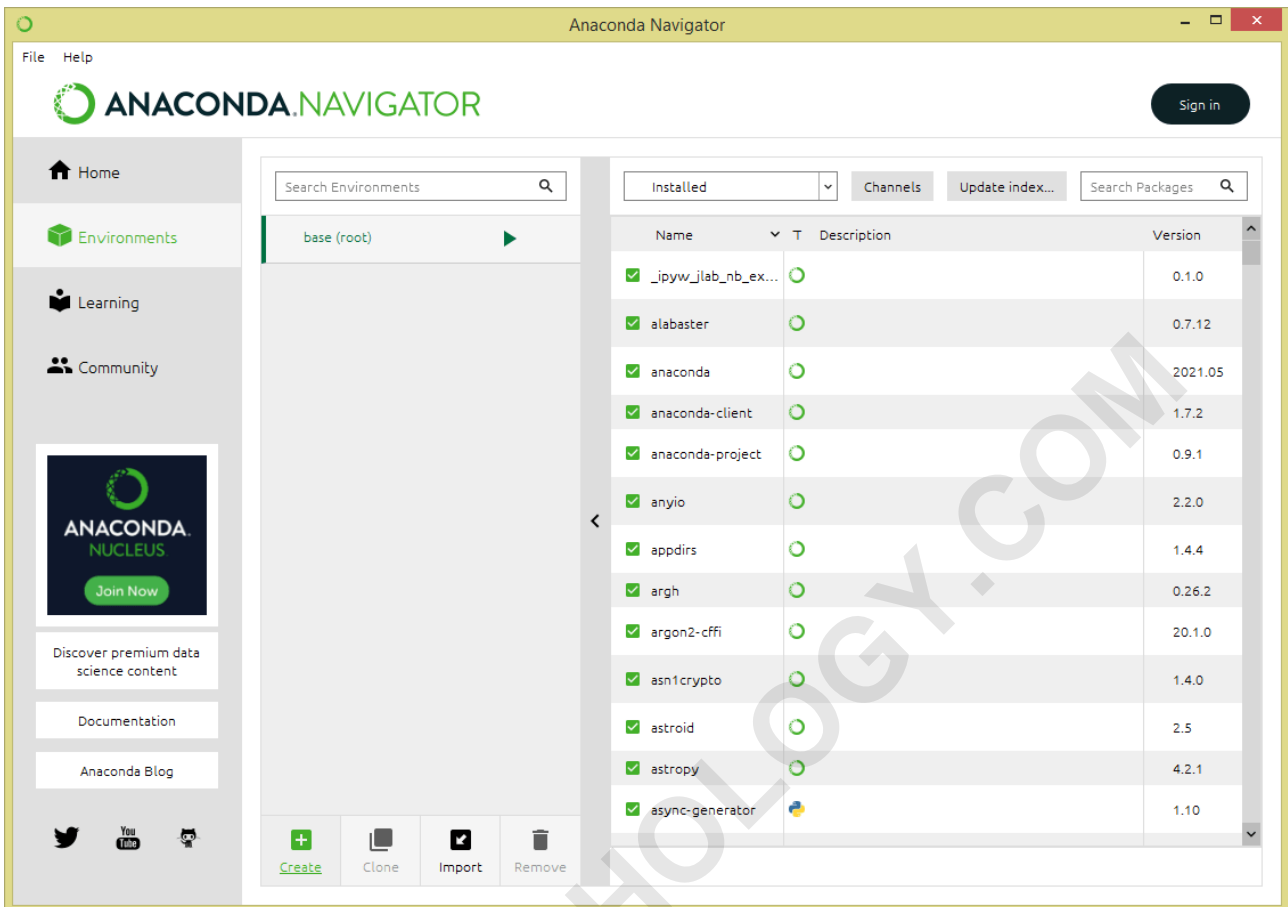 Anaconda Navigator
File Help
ANACONDA.NAVIGATOR
Sign in
Home
Environments
Learning
Community
ANACONDA.
NUCLEUS
Join Now
Discover premium data
science content
Documentation
Anaconda Blog
You
Tube
Search Environments
base (root)
Create Clone Import Remove
Installed Channels Update index... Search Packages
Name T Description Version
_ipyw_jlab_nb_ex... 0.1.0
alabaster 0.7.12
anaconda 2021.05
anaconda-client 1.7.2
anaconda-project 0.9.1
anyio 2.2.0
appdirs 1.4.4
argh 0.26.2
argon2-cffi 20.1.0
asn1crypto 1.4.0
astroid 2.5
astropy 4.2.1
async-generator 1.10
HOLOGY.COM